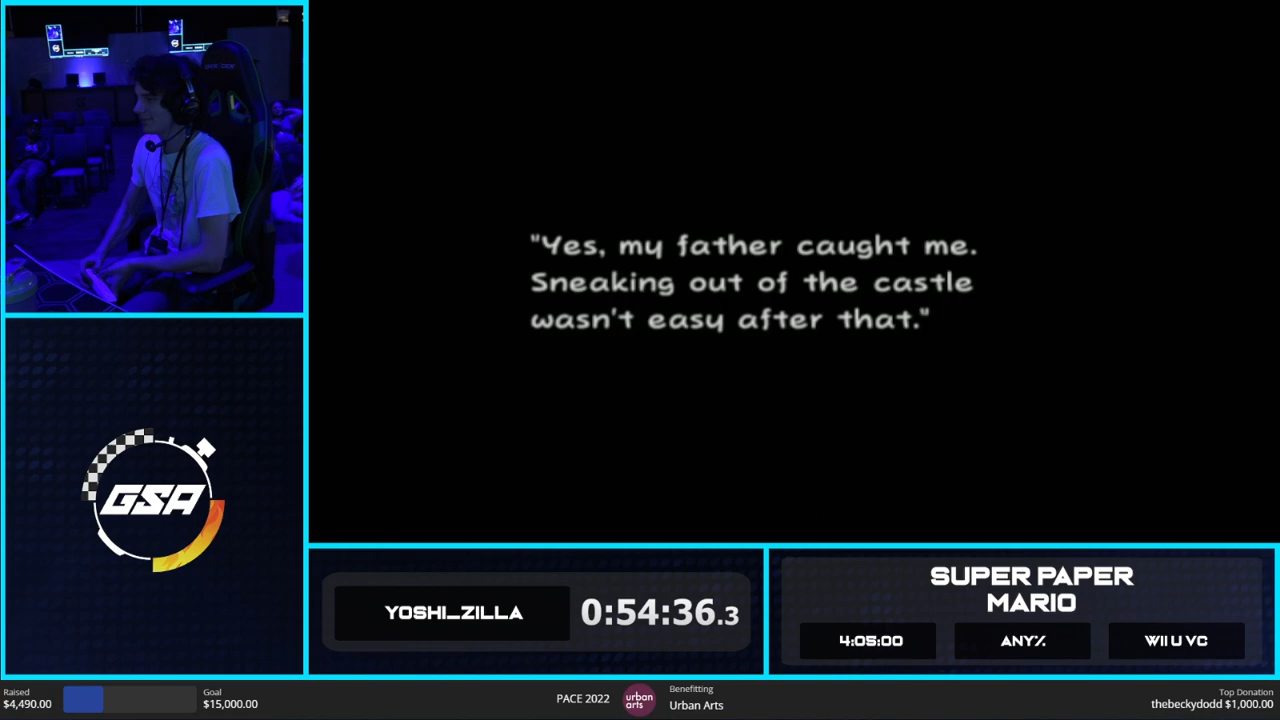 "Yes, my father caught me.
Sneaking out of the castle
wasn't easy after that."
GSA
YOSHI_ZILLA
0:54:36.3
SUPER PAPER
MARIO
4:05:00
ANY%
WII U VC
Raised
$4,490.00
Goal
$15,000.00
PACE 2022
urban
arts
Benefitting
Urban Arts
Top Donation
thebeckydodd $1,000.00